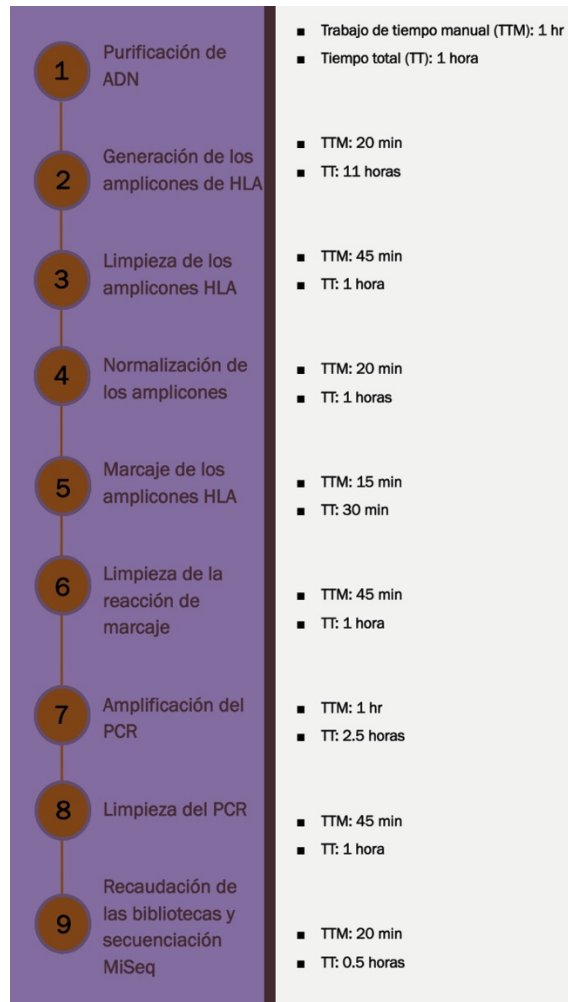 1
Purificación de
ADN
■ Trabajo de tiempo manual (TTM): 1 hr
■ Tiempo total (TT): 1 hora
2
Generación de los
amplicones de HLA
■ TTM: 20 min
■ TT: 11 horas
3
Limpieza de los
amplicones HLA
■ TTM: 45 min
■ TT: 1 hora
4
Normalización de
los amplicones
■ TTM: 20 min
■ TT: 1 horas
5
Marcaje de los
amplicones HLA
■ TTM: 15 min
■ TT: 30 min
6
Limpieza de la
reacción de
marcaje
■ TTM: 45 min
■ TT: 1 hora
7
Amplificación del
PCR
■ TTM: 1 hr
■ TT: 2.5 horas
8
Limpieza del PCR
■ TTM: 45 min
■ TT: 1 hora
9
Recaudación de
las bibliotecas y
secuenciación
MiSeq
■ TTM: 20 min
■ TT: 0.5 horas